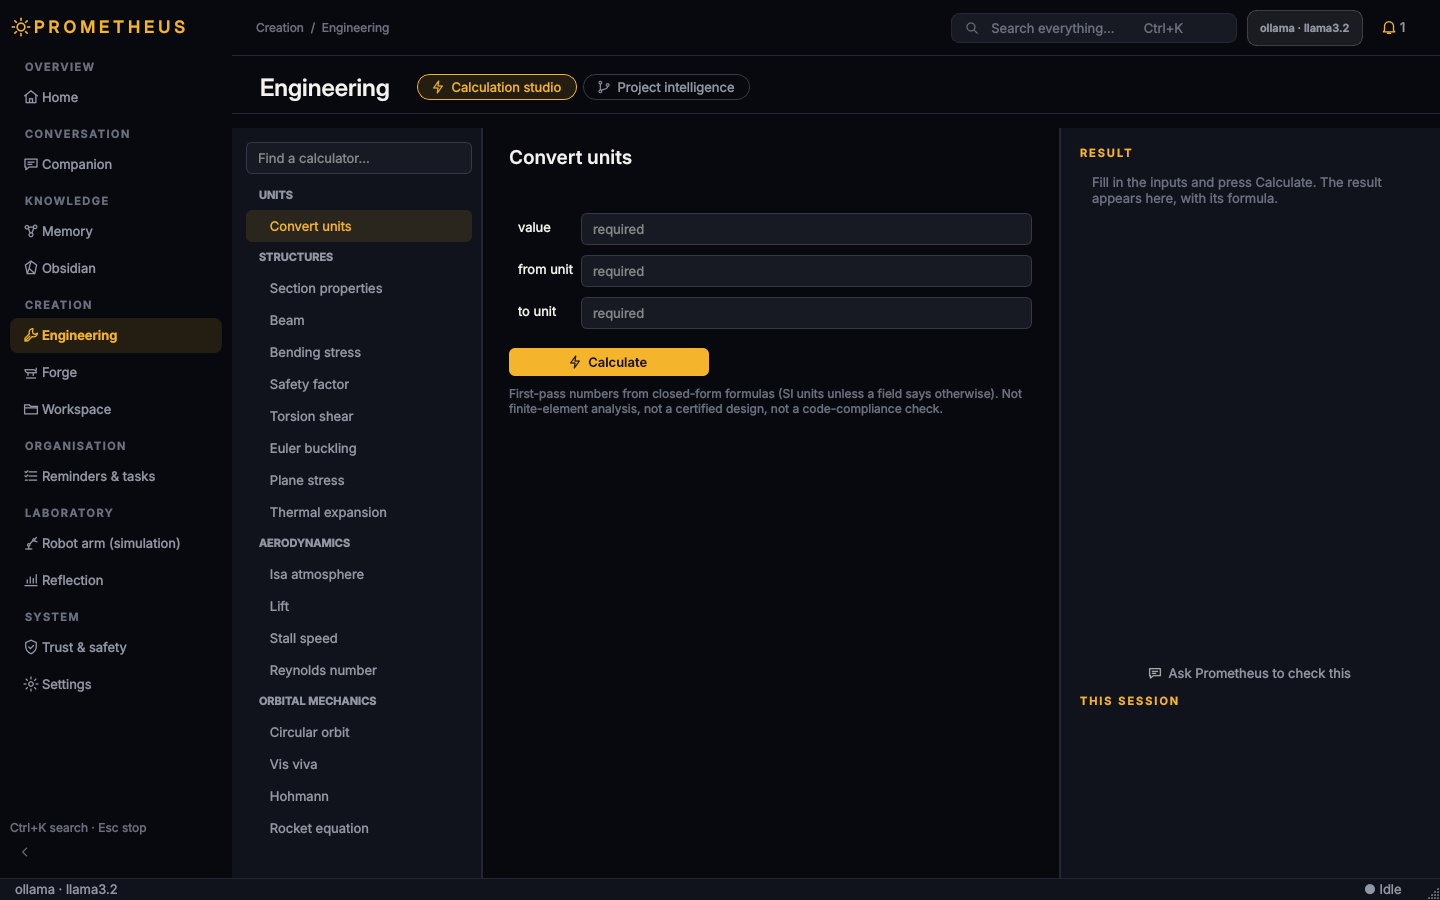 PROMETHEUS
OVERVIEW
Home
CONVERSATION
Companion
KNOWLEDGE
Memory
Obsidian
CREATION
Engineering
Forge
Workspace
ORGANISATION
Reminders & tasks
LABORATORY
Robot arm (simulation)
Reflection
SYSTEM
Trust & safety
Settings
Ctrl+K search · Esc stop
Creation / Engineering
Search everything... Ctrl+K
ollama · llama3.2
1
Engineering
Calculation studio
Project intelligence
Find a calculator...
UNITS
Convert units
STRUCTURES
Section properties
Beam
Bending stress
Safety factor
Torsion shear
Euler buckling
Plane stress
Thermal expansion
AERODYNAMICS
Isa atmosphere
Lift
Stall speed
Reynolds number
ORBITAL MECHANICS
Circular orbit
Vis viva
Hohmann
Rocket equation
Convert units
value required
from unit required
to unit required
Calculate
First-pass numbers from closed-form formulas (SI units unless a field says otherwise). Not
finite-element analysis, not a certified design, not a code-compliance check.
RESULT
Fill in the inputs and press Calculate. The result
appears here, with its formula.
Ask Prometheus to check this
THIS SESSION
ollama · llama3.2
Idle